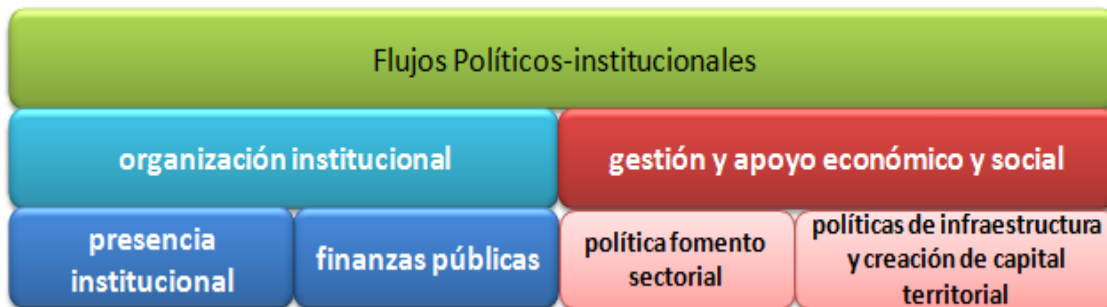 Flujos Políticos-institucionales
organización institucional
gestión y apoyo económico y social
presencia
institucional
finanzas públicas
política fomento
sectorial
políticas de infraestructura
y creación de capital
territorial